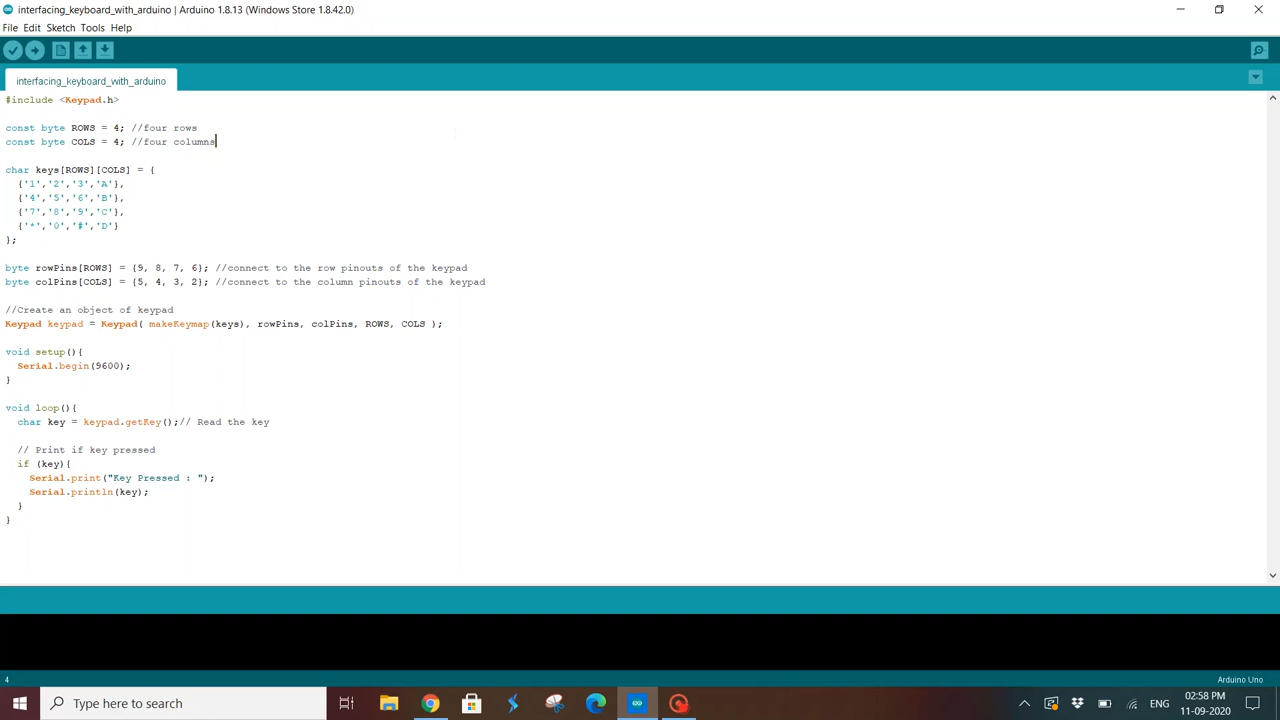 interfacing_keyboard_with_arduino | Arduino 1.8.13 (Windows Store 1.8.42.0)
File Edit Sketch Tools Help
interfacing_keyboard_with_arduino
#include <Keypad.h>
const byte ROWS = 4; //four rows
const byte COLS = 4; //four columns
char keys[ROWS][COLS] = {
{'1','2','3','A'},
{'4','5','6','B'},
{'7','8','9','C'},
{'*','0','#','D'}
};
byte rowPins[ROWS] = {9, 8, 7, 6}; //connect to the row pinouts of the keypad
byte colPins[COLS] = {5, 4, 3, 2}; //connect to the column pinouts of the keypad
//Create an object of keypad
Keypad keypad = Keypad( makeKeymap(keys), rowPins, colPins, ROWS, COLS );
void setup(){
Serial.begin(9600);
}
void loop(){
char key = keypad.getKey();// Read the key
// Print if key pressed
if (key){
Serial.print("Key Pressed : ");
Serial.println(key);
}
}
4
Arduino Uno
Type here to search
ENG
02:58 PM
11-09-2020